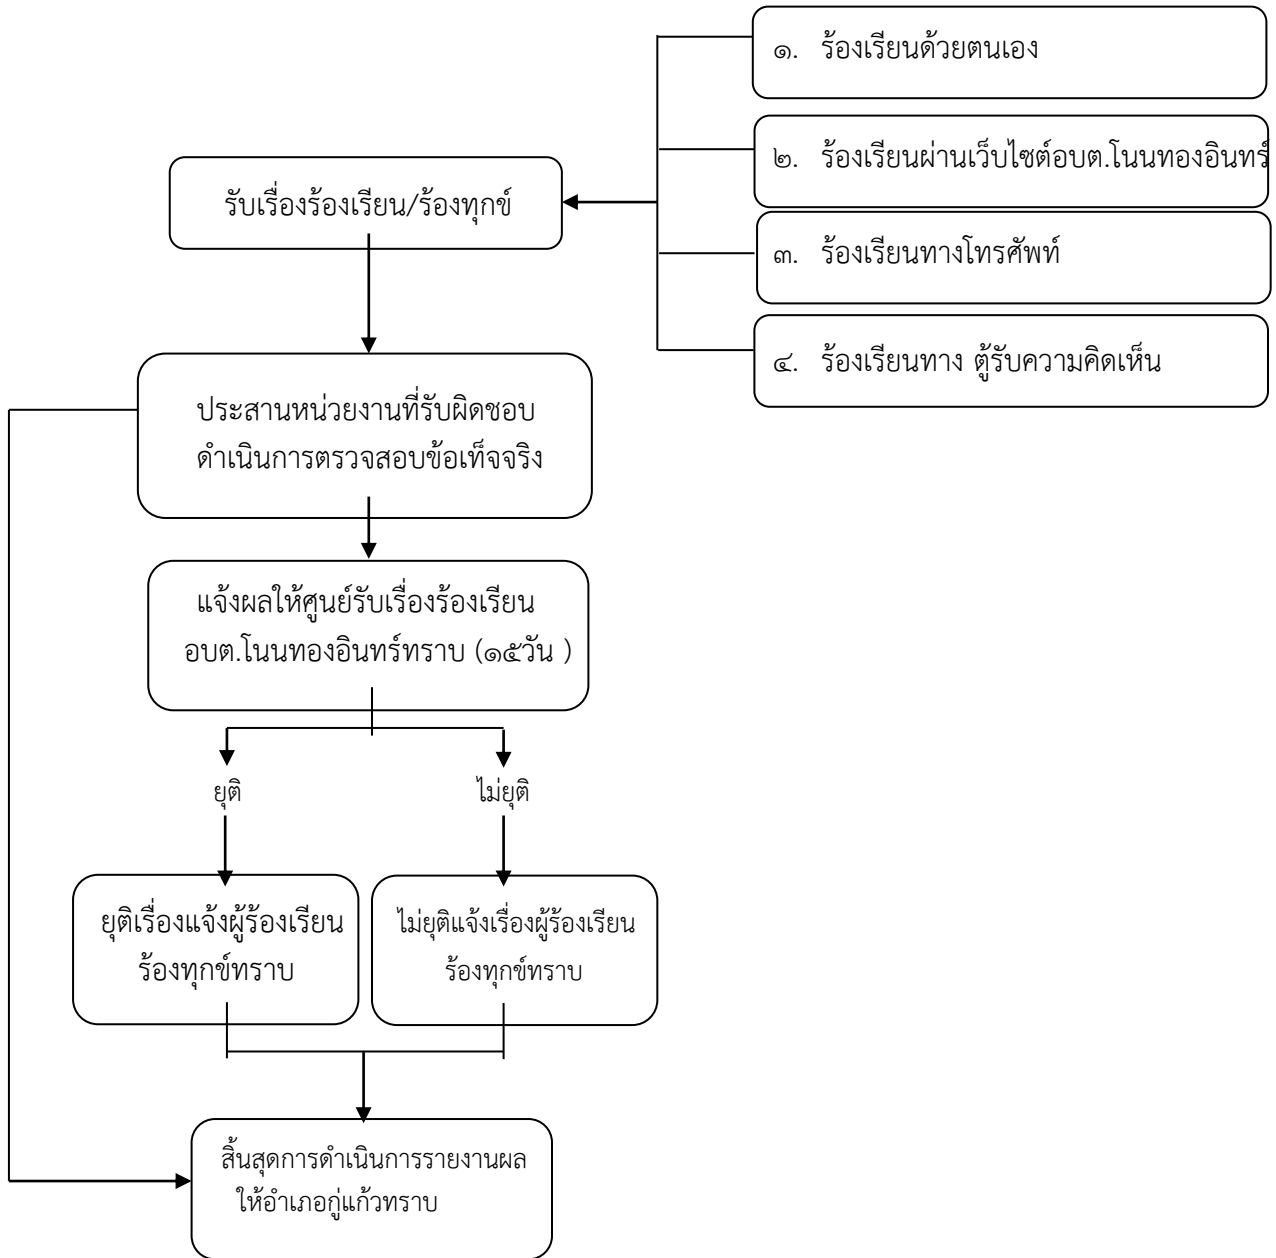 ๑. ร้องเรียนด้วยตนเอง
๒. ร้องเรียนผ่านเว็บไซต์อบต.โนนทองอินทร์
รับเรื่องร้องเรียน/ร้องทุกข์
๓. ร้องเรียนทางโทรศัพท์
๔. ร้องเรียนทาง ตู้รับความคิดเห็น
ประสานหน่วยงานที่รับผิดชอบ
ดำเนินการตรวจสอบข้อเท็จจริง
แจ้งผลให้ศูนย์รับเรื่องร้องเรียน
อบต.โนนทองอินทร์ทราบ (๑๕วัน )
ยุติ
ไม่ยุติ
ยุติเรื่องแจ้งผู้ร้องเรียน
ร้องทุกข์ทราบ
ไม่ยุติแจ้งเรื่องผู้ร้องเรียน
ร้องทุกข์ทราบ
สิ้นสุดการดำเนินการรายงานผล
ให้อำเภอกู่แก้วทราบ